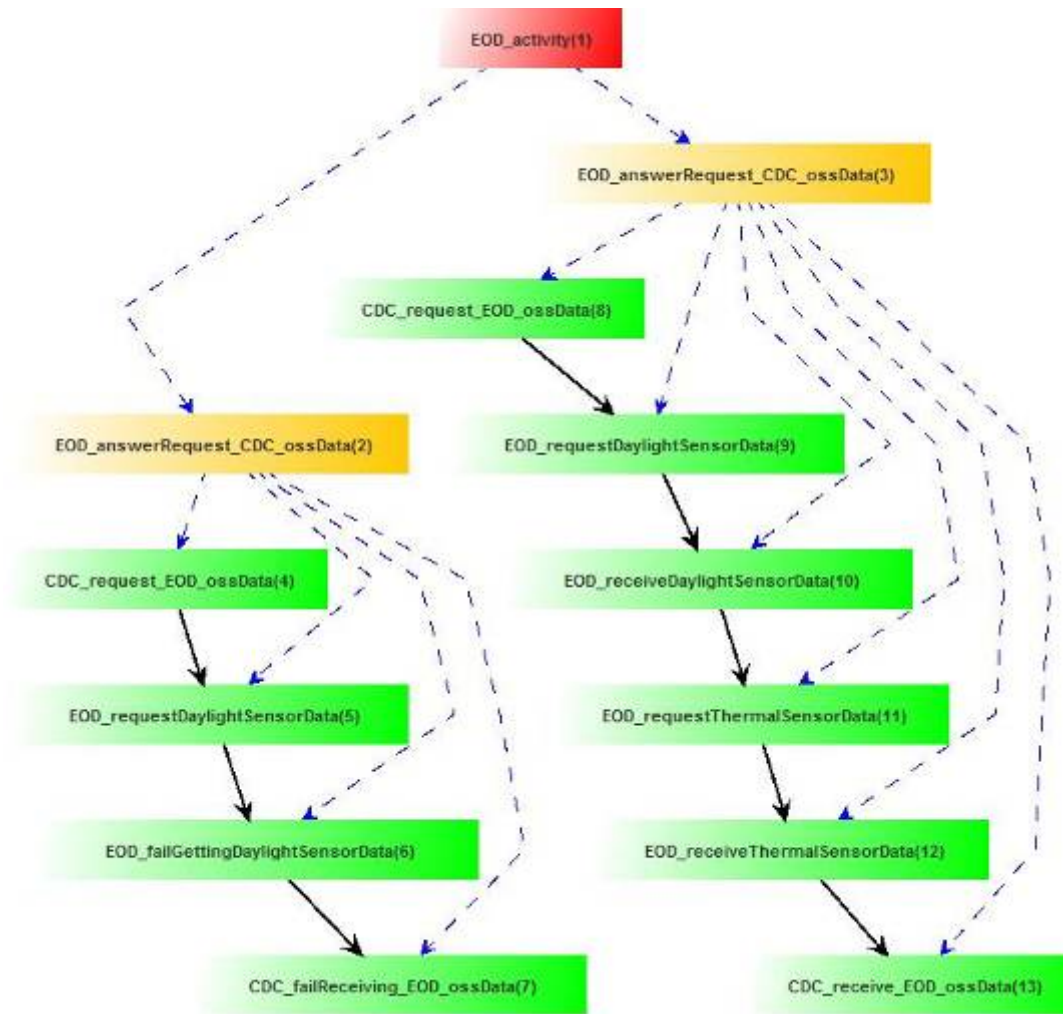 EOD_activity(1)
EOD_answerRequest_CDC_ossData(3)
CDC_request_EOD_ossData(8)
EOD_answerRequest_CDC_ossData(2)
EOD_requestDaylightSensorData(9)
CDC_request_EOD_ossData(4)
EOD_receiveDaylightSensorData(10)
EOD_requestDaylightSensorData(5)
EOD_requestThermalSensorData(11)
EOD_failGettingDaylightSensorData(6)
EOD_receiveThermalSensorData(12)
CDC_failReceiving_EOD_ossData(7)
CDC_receive_EOD_ossData(13)